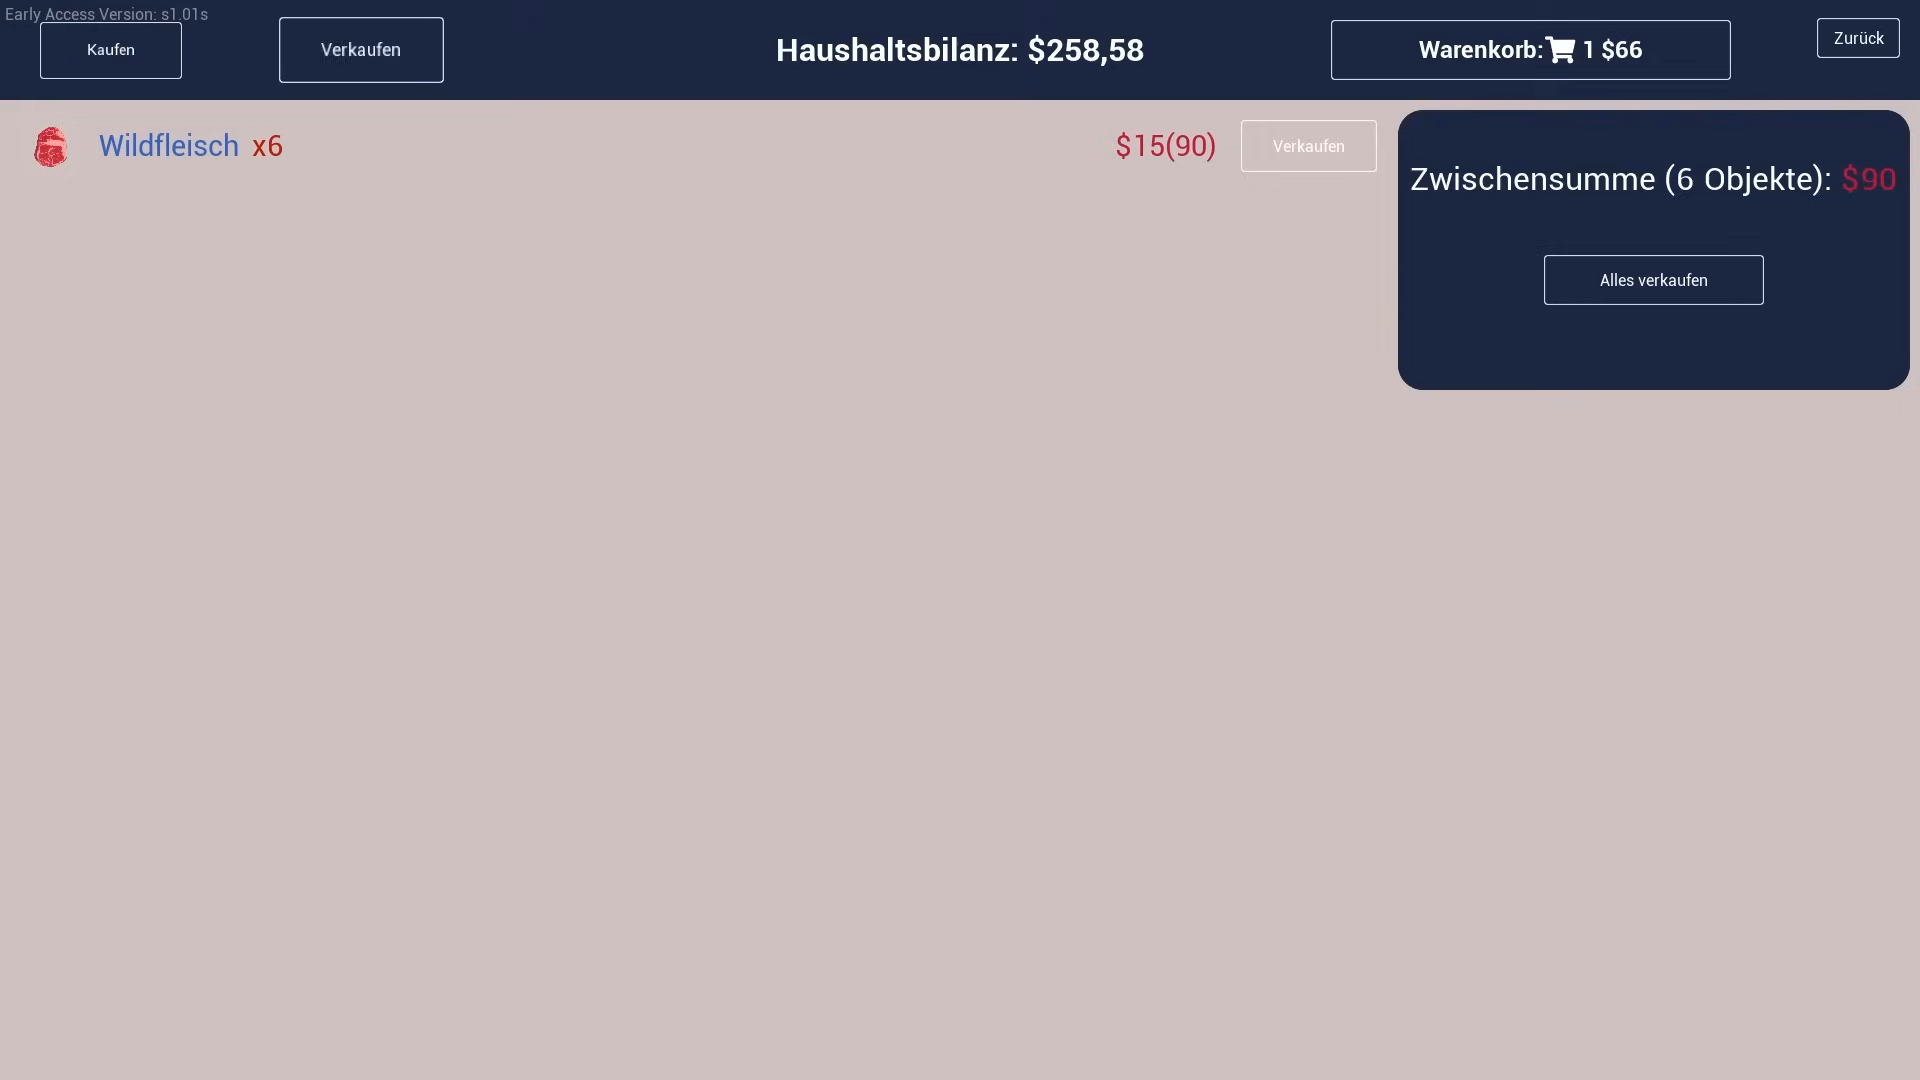 Early Access Version: s1.01s
Kaufen
Verkaufen
Haushaltsbilanz: $258,58
Warenkorb: 1 $66
Zurück
Wildfleisch x6
$15(90)
Verkaufen
Zwischensumme (6 Objekte): $90
Alles verkaufen